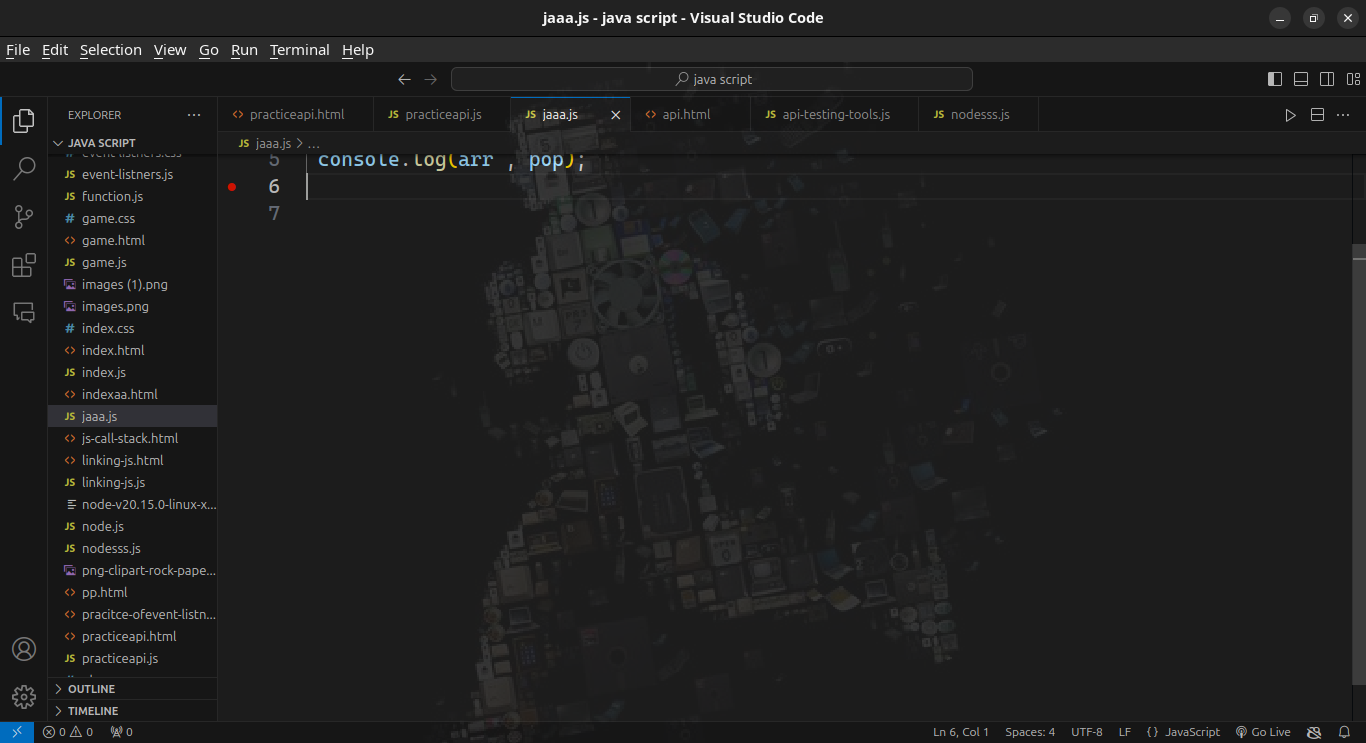 jaaa.js - java script - Visual Studio Code
File Edit Selection View Go Run Terminal Help
java script
EXPLORER
practiceapi.html practiceapi.js jaaa.js api.html api-testing-tools.js nodesss.js
JAVA SCRIPT
jaaa.js > ...
event-listners.css
event-listners.js
function.js
game.css
game.html
game.js
images (1).png
images.png
index.css
index.html
index.js
indexaa.html
jaaa.js
js-call-stack.html
linking-js.html
linking-js.js
node-v20.15.0-linux-x...
node.js
nodesss.js
png-clipart-rock-pape...
pp.html
pracitce-ofevent-listn...
practiceapi.html
practiceapi.js
OUTLINE
TIMELINE
5 console.log(arr , pop);
6
7
0 0 0 Ln 6, Col 1 Spaces: 4 UTF-8 LF {} JavaScript Go Live